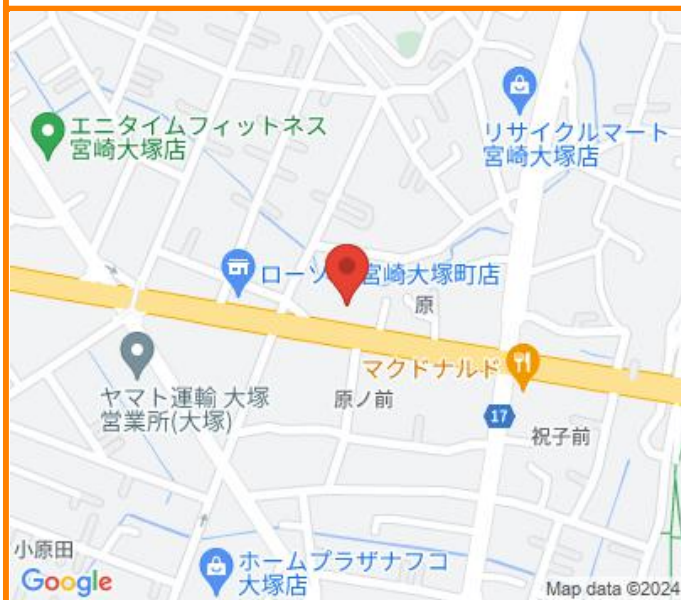 エニタイムフィットネス
宮崎大塚店
リサイクルマート
宮崎大塚店
ローソ 宮崎大塚町店
原
マクドナルド
ヤマト運輸 大塚
営業所(大塚)
原ノ前
17
祝子前
小原田
ホームプラザナフコ
大塚店
Google
Map data ©2024